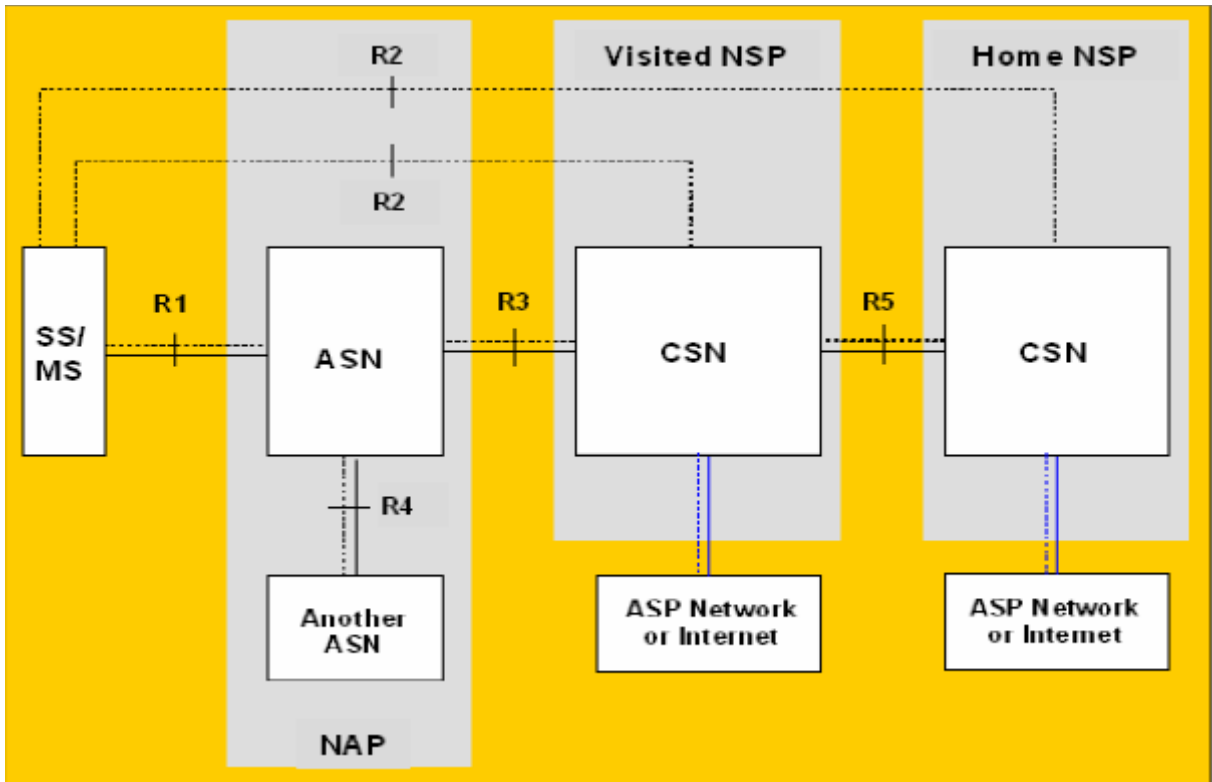 R2
Visited NSP
Home NSP
R2
R1
R3
R5
SS/
MS
ASN
CSN
CSN
R4
Another
ASN
ASP Network
or Internet
ASP Network
or Internet
NAP